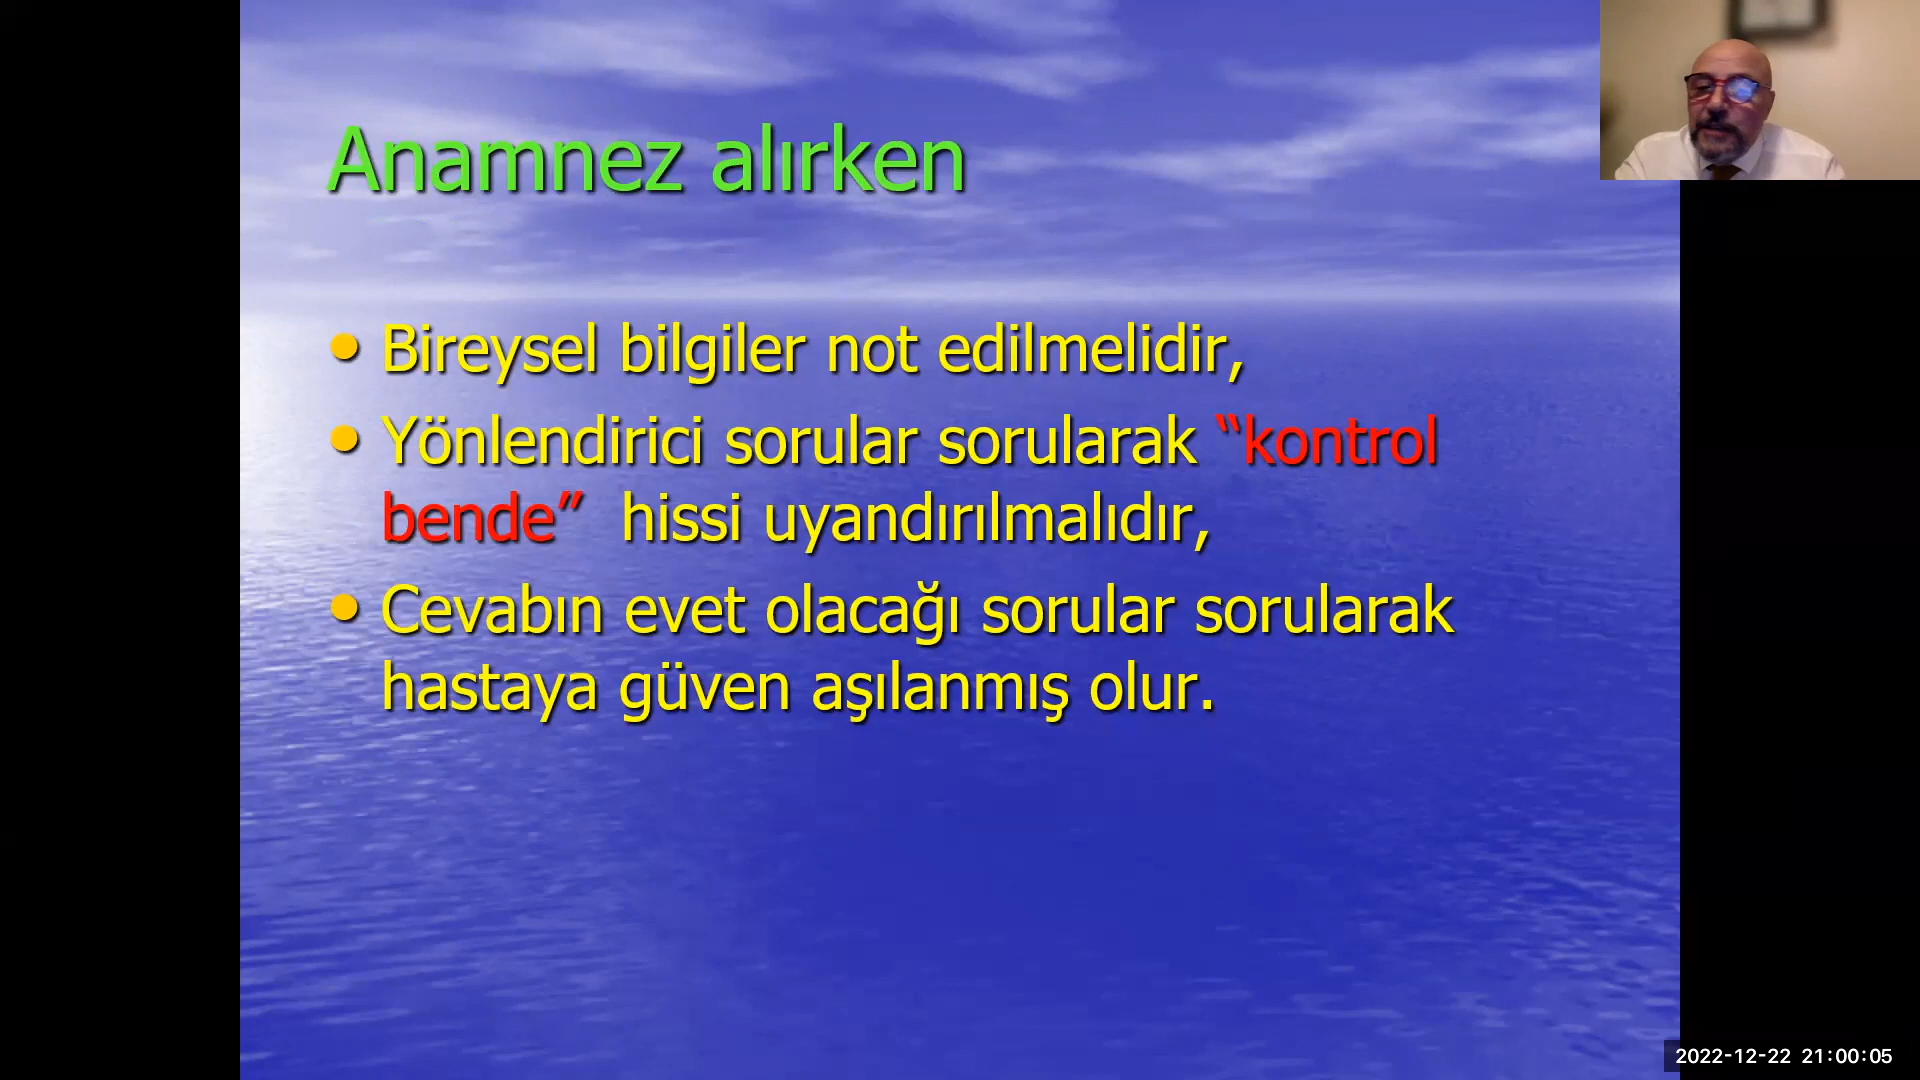 Anamnez alırken
• Bireysel bilgiler not edilmelidir,
• Yönlendirici sorular sorularak “kontrol
bende”  hissi uyandırılmalıdır,
• Cevabın evet olacağı sorular sorularak
hastaya güven aşılanmış olur.
2022-12-22 21:00:05